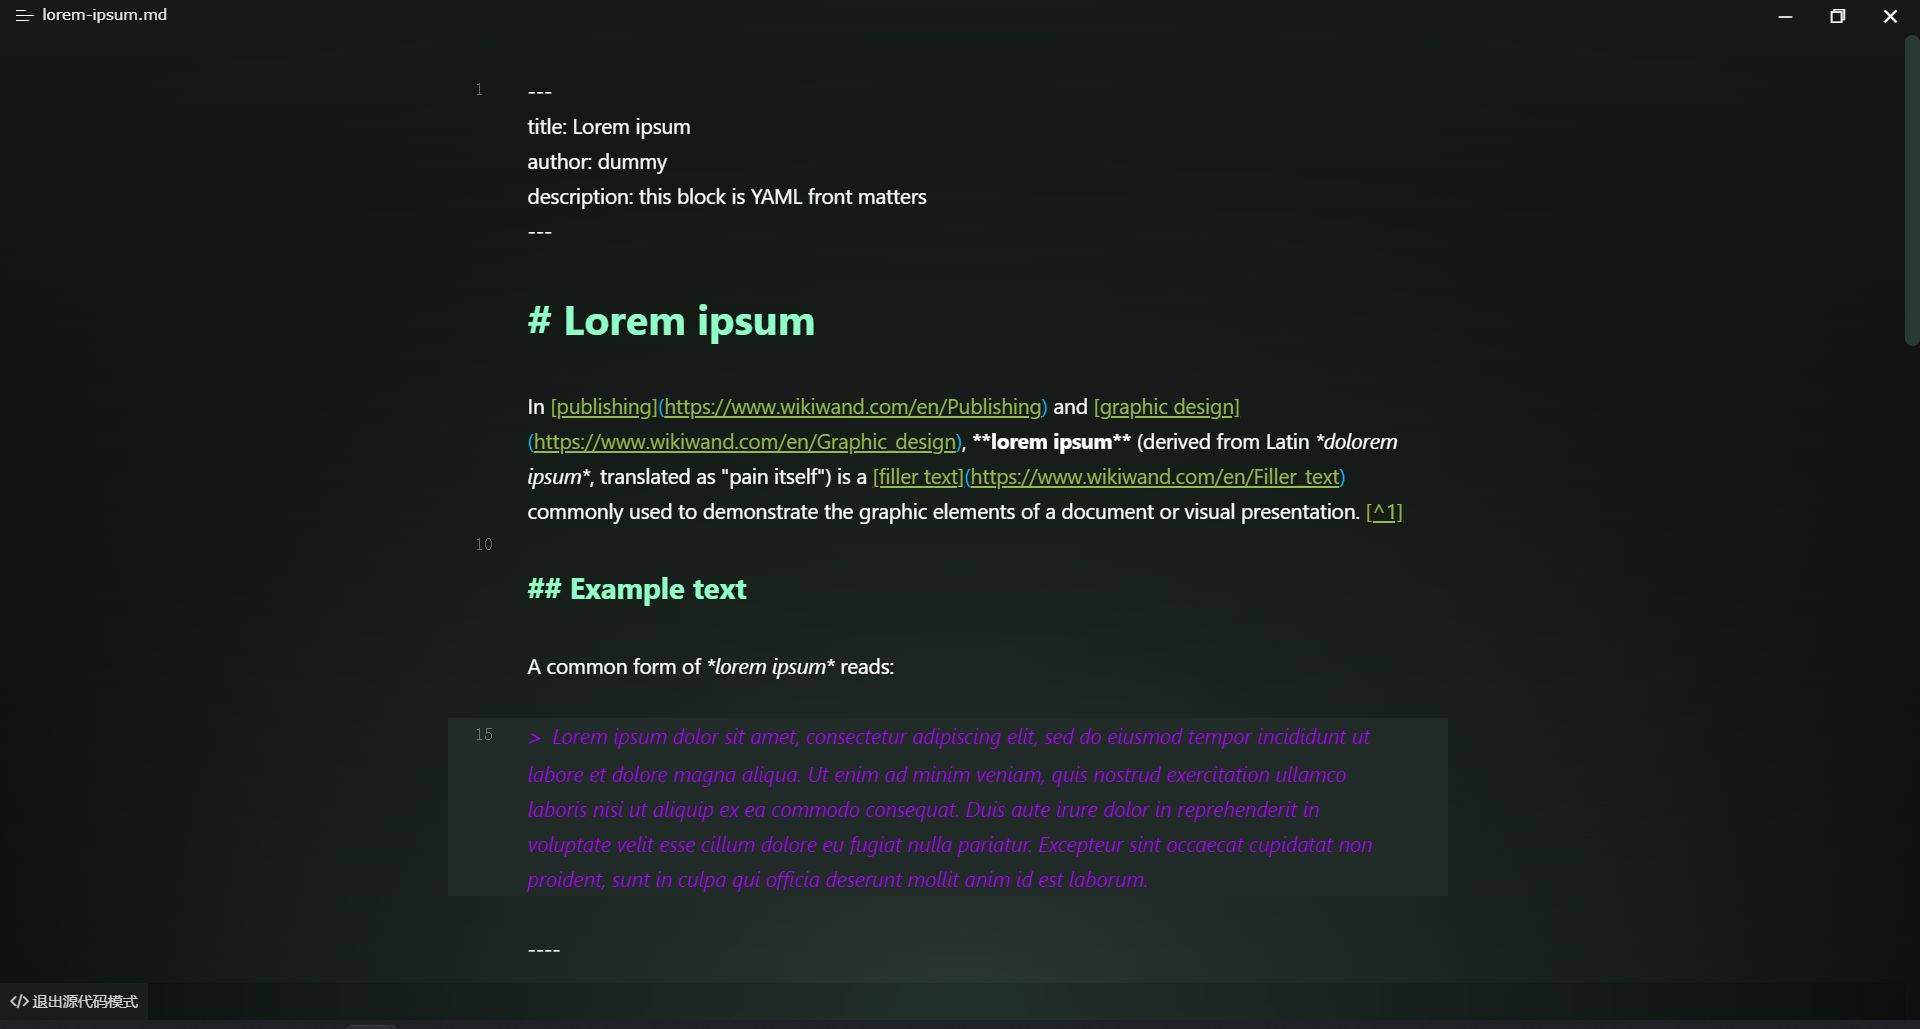 lorem-ipsum.md
1
---
title: Lorem ipsum
author: dummy
description: this block is YAML front matters
---
# Lorem ipsum
In [publishing](https://www.wikiwand.com/en/Publishing) and [graphic design]
(https://www.wikiwand.com/en/Graphic_design), **lorem ipsum** (derived from Latin *dolorem
ipsum*, translated as "pain itself") is a [filler text](https://www.wikiwand.com/en/Filler_text)
commonly used to demonstrate the graphic elements of a document or visual presentation. [^1]
10
## Example text
A common form of *lorem ipsum* reads:
15
> Lorem ipsum dolor sit amet, consectetur adipiscing elit, sed do eiusmod tempor incididunt ut
labore et dolore magna aliqua. Ut enim ad minim veniam, quis nostrud exercitation ullamco
laboris nisi ut aliquip ex ea commodo consequat. Duis aute irure dolor in reprehenderit in
voluptate velit esse cillum dolore eu fugiat nulla pariatur. Excepteur sint occaecat cupidatat non
proident, sunt in culpa qui officia deserunt mollit anim id est laborum.
----
</> 退出源代码模式